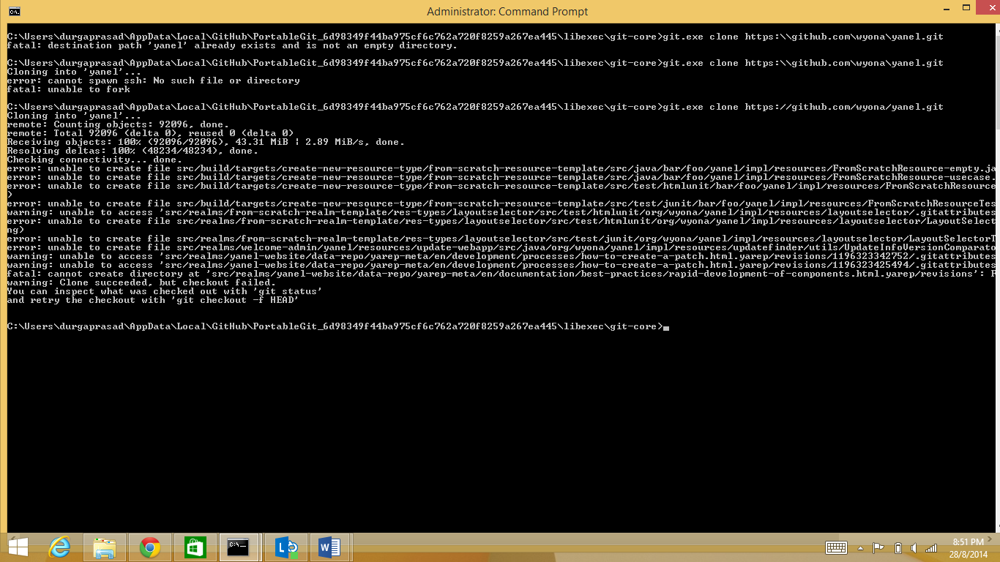 Administrator: Command Prompt
C:\Users\durgaprasad\AppData\Local\GitHub\PortableGit_6d98349f44ba975cf6c762a720f8259a267ea445\libexec\git-core>git.exe clone https:\\github.com\wyona\yanel.git
fatal: destination path 'yanel' already exists and is not an empty directory.
C:\Users\durgaprasad\AppData\Local\GitHub\PortableGit_6d98349f44ba975cf6c762a720f8259a267ea445\libexec\git-core>git.exe clone https:\\github.com\wyona\yanel.git
Cloning into 'yanel'...
error: cannot spawn ssh: No such file or directory
fatal: unable to fork
C:\Users\durgaprasad\AppData\Local\GitHub\PortableGit_6d98349f44ba975cf6c762a720f8259a267ea445\libexec\git-core>git.exe clone https://github.com/wyona/yanel.git
Cloning into 'yanel'...
remote: Counting objects: 92096, done.
remote: Total 92096 (delta 0), reused 0 (delta 0)
Receiving objects: 100% (92096/92096), 43.31 MiB | 2.89 MiB/s, done.
Resolving deltas: 100% (48234/48234), done.
Checking connectivity... done.
error: unable to create file src/build/targets/create-new-resource-type/from-scratch-resource-template/src/java/bar/foo/yanel/impl/resources/FromScratchResource-empty.ja
error: unable to create file src/build/targets/create-new-resource-type/from-scratch-resource-template/src/java/bar/foo/yanel/impl/resources/FromScratchResource-usecase.
error: unable to create file src/build/targets/create-new-resource-type/from-scratch-resource-template/src/test/htmlunit/bar/foo/yanel/impl/resources/FromScratchResource
)
error: unable to create file src/build/targets/create-new-resource-type/from-scratch-resource-template/src/test/junit/bar/foo/yanel/impl/resources/FromScratchResourceTes
warning: unable to access 'src/realms/from-scratch-realm-template/res-types/layoutselector/src/test/htmlunit/org/wyona/yanel/impl/resources/layoutselector/.gitattributes
error: unable to create file src/realms/from-scratch-realm-template/res-types/layoutselector/src/test/htmlunit/org/wyona/yanel/impl/resources/layoutselector/LayoutSelect
ng)
error: unable to create file src/realms/from-scratch-realm-template/res-types/layoutselector/src/test/junit/org/wyona/yanel/impl/resources/layoutselector/LayoutSelectorT
error: unable to create file src/realms/welcome-admin/yanel/resources/update-webapp/src/java/org/wyona/yanel/impl/resources/updatefinder/utils/UpdateInfoVersionComparato
warning: unable to access 'src/realms/yanel-website/data-repo/yarep-meta/en/development/processes/how-to-create-a-patch.html.yarep/revisions/1196323342752/.gitattributes
warning: unable to access 'src/realms/yanel-website/data-repo/yarep-meta/en/development/processes/how-to-create-a-patch.html.yarep/revisions/1196323425494/.gitattributes
fatal: cannot create directory at 'src/realms/yanel-website/data-repo/yarep-meta/en/documentation/best-practices/rapid-development-of-components.html.yarep/revisions': F
warning: Clone succeeded, but checkout failed.
You can inspect what was checked out with 'git status'
and retry the checkout with 'git checkout -f HEAD'
C:\Users\durgaprasad\AppData\Local\GitHub\PortableGit_6d98349f44ba975cf6c762a720f8259a267ea445\libexec\git-core>
8:51 PM
28/8/2014